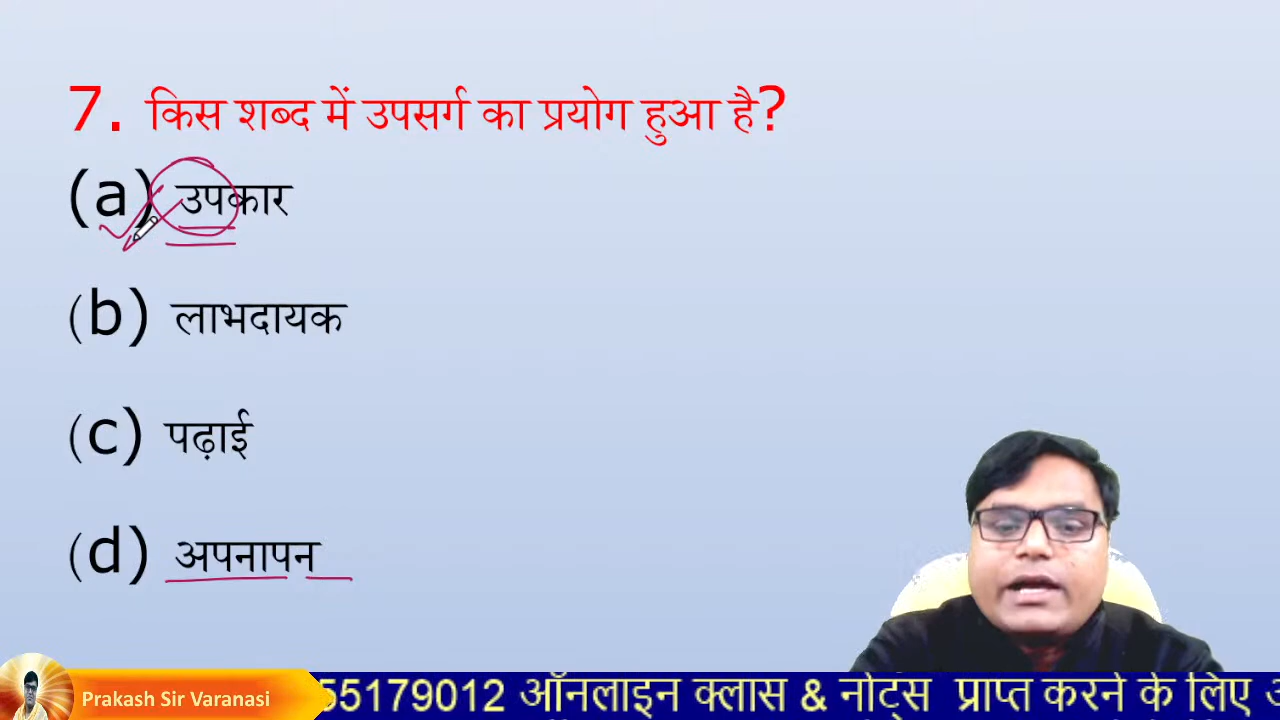 7. किस शब्द में उपसर्ग का प्रयोग हुआ है?
(a) उपकार
(b) लाभदायक
(c) पढ़ाई
(d) अपनापन
Prakash Sir Varanasi
55179012 ऑनलाइन क्लास & नोट्स प्राप्त करने के लिए